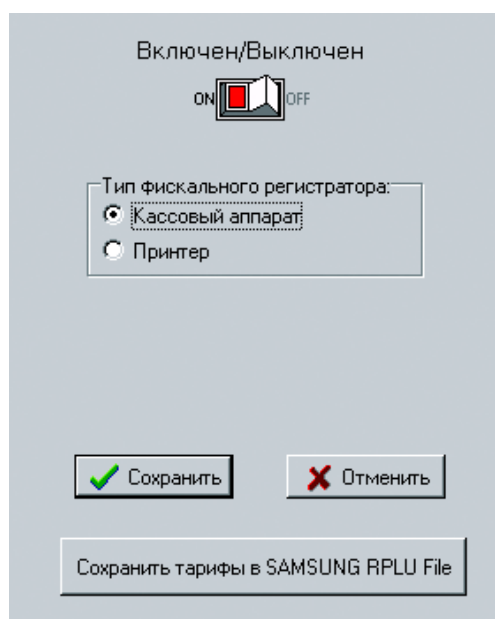 Включен/Выключен
ON OFF
Тип фискального регистратора:
Кассовый аппарат
Принтер
Сохранить Отменить
Сохранить тарифы в SAMSUNG RPLU File